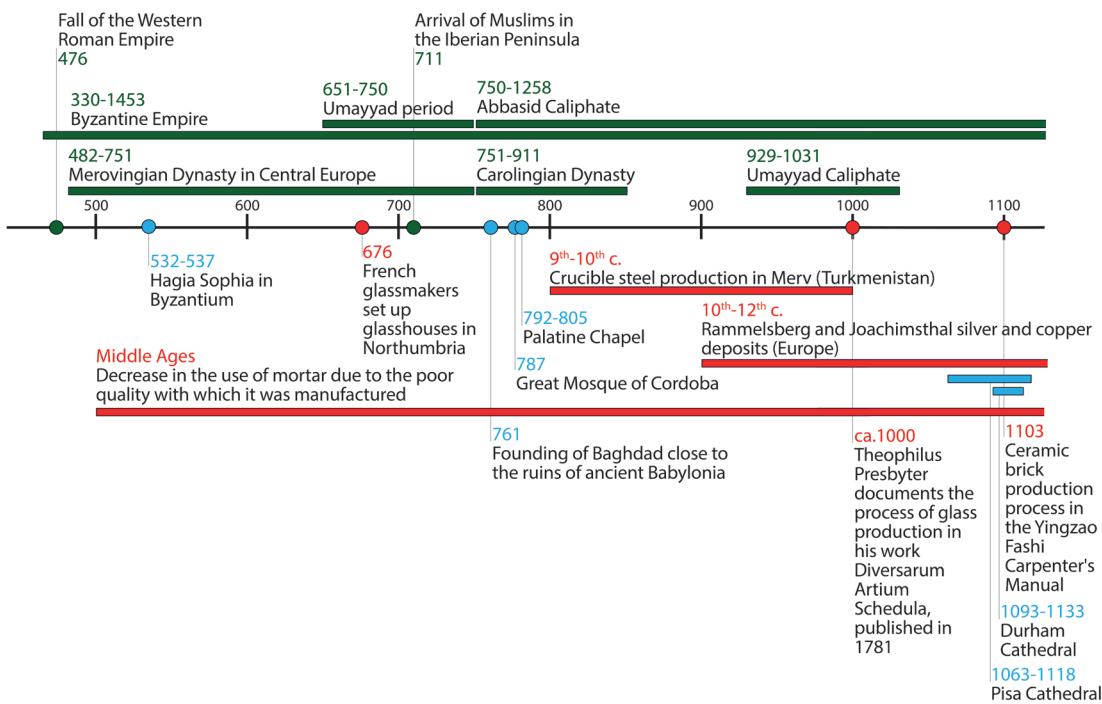 Fall of the Western
Roman Empire
476
Arrival of Muslims in
the Iberian Peninsula
711
330-1453
Byzantine Empire
651-750
Umayyad period
750-1258
Abbasid Caliphate
482-751
Merovingian Dynasty in Central Europe
751-911
Carolingian Dynasty
929-1031
Umayyad Caliphate
500
600
700
800
900
1000
1100
532-537
Hagia Sophia in
Byzantium
676
French
glassmakers
set up
glasshouses in
Northumbria
9th-10th c.
Crucible steel production in Merv (Turkmenistan)
10th-12th c.
Rammelsberg and Joachimsthal silver and copper
deposits (Europe)
792-805
Palatine Chapel
787
Great Mosque of Cordoba
Middle Ages
Decrease in the use of mortar due to the poor
quality with which it was manufactured
761
Founding of Baghdad close to
the ruins of ancient Babylonia
ca.1000
Theophilus
Presbyter
documents the
process of glass
production in
his work
Diversarum
Artium
Schedula,
published in
1781
1103
Ceramic
brick
production
process in
the Yingzao
Fashi
Carpenter's
Manual
1093-1133
Durham
Cathedral
1063-1118
Pisa Cathedral